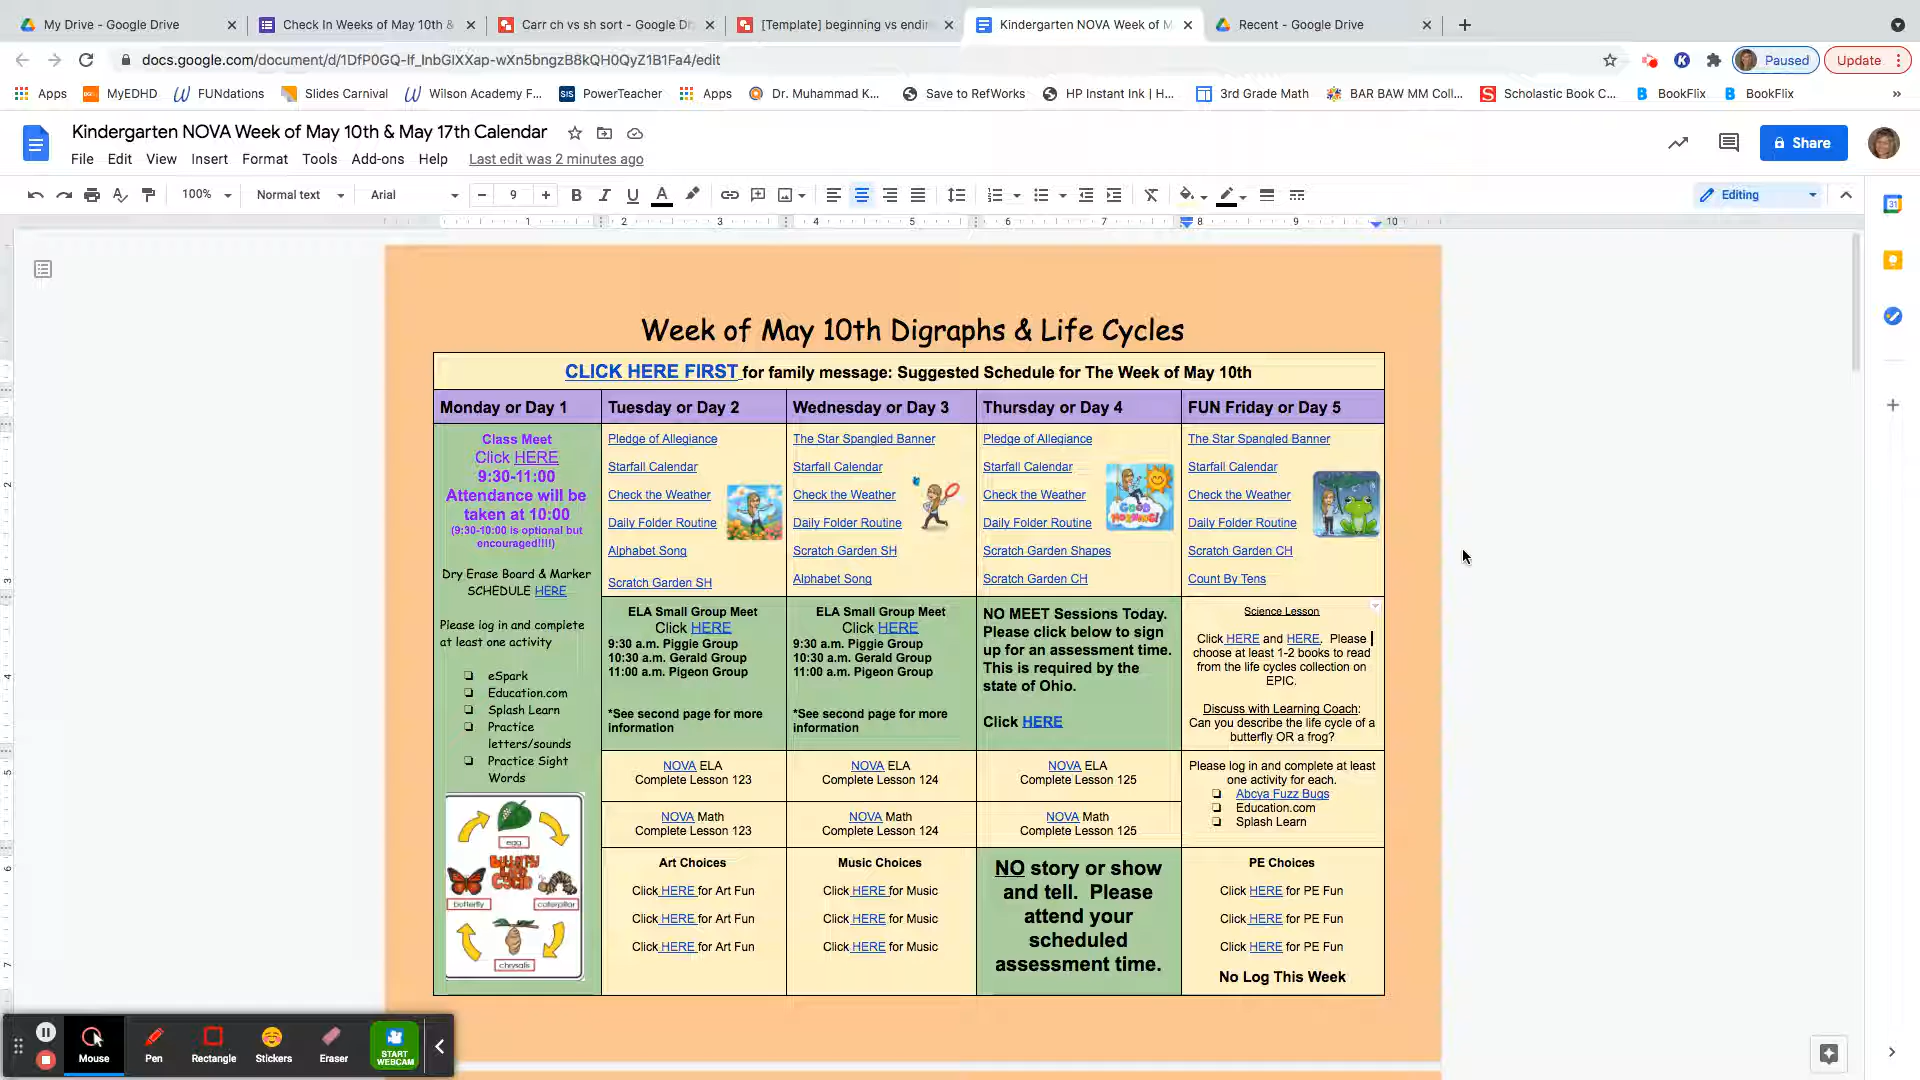 My Drive - Google Drive
Check In Weeks of May 10th &
Carr ch vs sh sort - Google Dr
[Template] beginning vs endin
Kindergarten NOVA Week of M
Recent - Google Drive
docs.google.com/document/d/1DfP0GQ-lf_lnbGlXXap-wXn5bngzB8kQH0QyZ1B1Fa4/edit
Paused
Update
Apps
MyEDHD
FUNdations
Slides Carnival
Wilson Academy F...
PowerTeacher
Apps
Dr. Muhammad K...
Save to RefWorks
HP Instant Ink | H...
3rd Grade Math
BAR BAW MM Coll...
Scholastic Book C...
BookFlix
BookFlix
Kindergarten NOVA Week of May 10th & May 17th Calendar
File Edit View Insert Format Tools Add-ons Help Last edit was 2 minutes ago
Share
100% Normal text Arial 9
Editing
1 2 3 4 5 6 7 8 9 10
Week of May 10th Digraphs & Life Cycles
CLICK HERE FIRST for family message: Suggested Schedule for The Week of May 10th
Monday or Day 1
Tuesday or Day 2
Wednesday or Day 3
Thursday or Day 4
FUN Friday or Day 5
Class Meet
Click HERE
9:30-11:00
Attendance will be
taken at 10:00
(9:30-10:00 is optional but
encouraged!!!!)
Dry Erase Board & Marker
SCHEDULE HERE
Please log in and complete
at least one activity
eSpark
Education.com
Splash Learn
Practice
letters/sounds
Practice Sight
Words
egg
butterfly
caterpillar
chrysalis
Pledge of Allegiance
Starfall Calendar
Check the Weather
Daily Folder Routine
Alphabet Song
Scratch Garden SH
The Star Spangled Banner
Starfall Calendar
Check the Weather
Daily Folder Routine
Scratch Garden SH
Alphabet Song
Pledge of Allegiance
Starfall Calendar
Check the Weather
Daily Folder Routine
Scratch Garden Shapes
Scratch Garden CH
GOOD
MORNING!
The Star Spangled Banner
Starfall Calendar
Check the Weather
Daily Folder Routine
Scratch Garden CH
Count By Tens
ELA Small Group Meet
Click HERE
9:30 a.m. Piggie Group
10:30 a.m. Gerald Group
11:00 a.m. Pigeon Group
*See second page for more
information
ELA Small Group Meet
Click HERE
9:30 a.m. Piggie Group
10:30 a.m. Gerald Group
11:00 a.m. Pigeon Group
*See second page for more
information
NO MEET Sessions Today.
Please click below to sign
up for an assessment time.
This is required by the
state of Ohio.
Click HERE
Science Lesson
Click HERE and HERE. Please
choose at least 1-2 books to read
from the life cycles collection on
EPIC.
Discuss with Learning Coach:
Can you describe the life cycle of a
butterfly OR a frog?
NOVA ELA
Complete Lesson 123
NOVA ELA
Complete Lesson 124
NOVA ELA
Complete Lesson 125
NOVA Math
Complete Lesson 123
NOVA Math
Complete Lesson 124
NOVA Math
Complete Lesson 125
Please log in and complete at least
one activity for each.
Abcya Fuzz Bugs
Education.com
Splash Learn
Art Choices
Click HERE for Art Fun
Click HERE for Art Fun
Click HERE for Art Fun
Music Choices
Click HERE for Music
Click HERE for Music
Click HERE for Music
NO story or show
and tell. Please
attend your
scheduled
assessment time.
PE Choices
Click HERE for PE Fun
Click HERE for PE Fun
Click HERE for PE Fun
No Log This Week
Mouse
Pen
Rectangle
Stickers
Eraser
START
WEBCAM